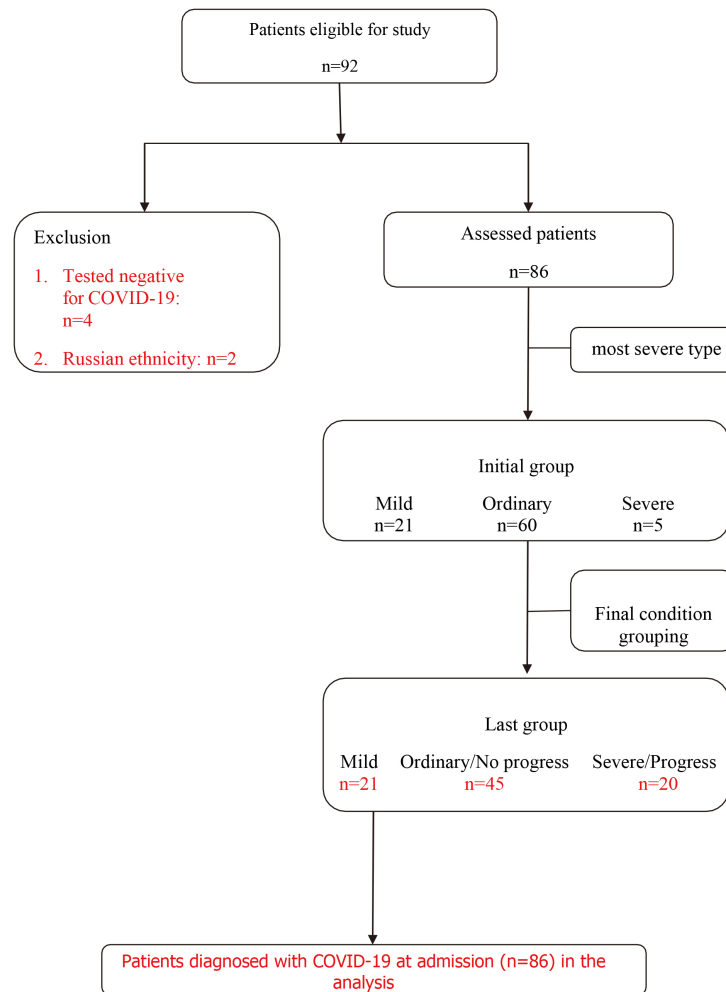 Patients eligible for study
n=92
Exclusion
1. Tested negative
for COVID-19:
n=4
2. Russian ethnicity: n=2
Assessed patients
n=86
most severe type
Initial group
Mild Ordinary Severe
n=21 n=60 n=5
Final condition
grouping
Last group
Mild Ordinary/No progress Severe/Progress
n=21 n=45 n=20
Patients diagnosed with COVID-19 at admission (n=86) in the
analysis